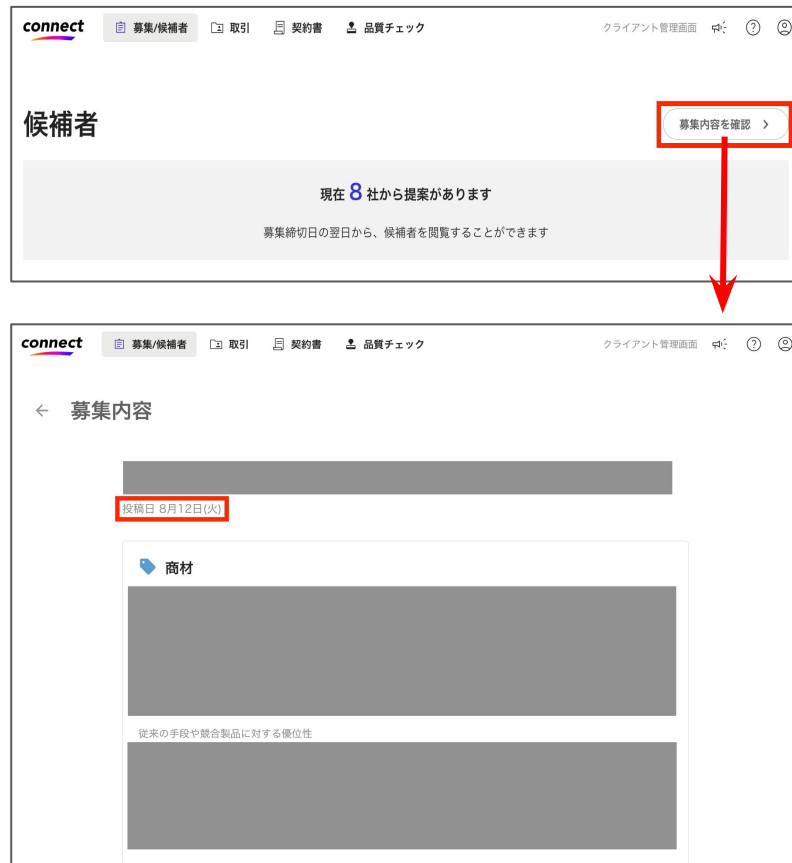 connect 募集/候補者 取引 契約書 品質チェック クライアント管理画面
候補者
募集内容を確認
現在 8 社から提案があります
募集締切日の翌日から、候補者を閲覧することができます
connect 募集/候補者 取引 契約書 品質チェック クライアント管理画面
← 募集内容
投稿日 8月12日(火)
商材
従来の手段や競合製品に対する優位性